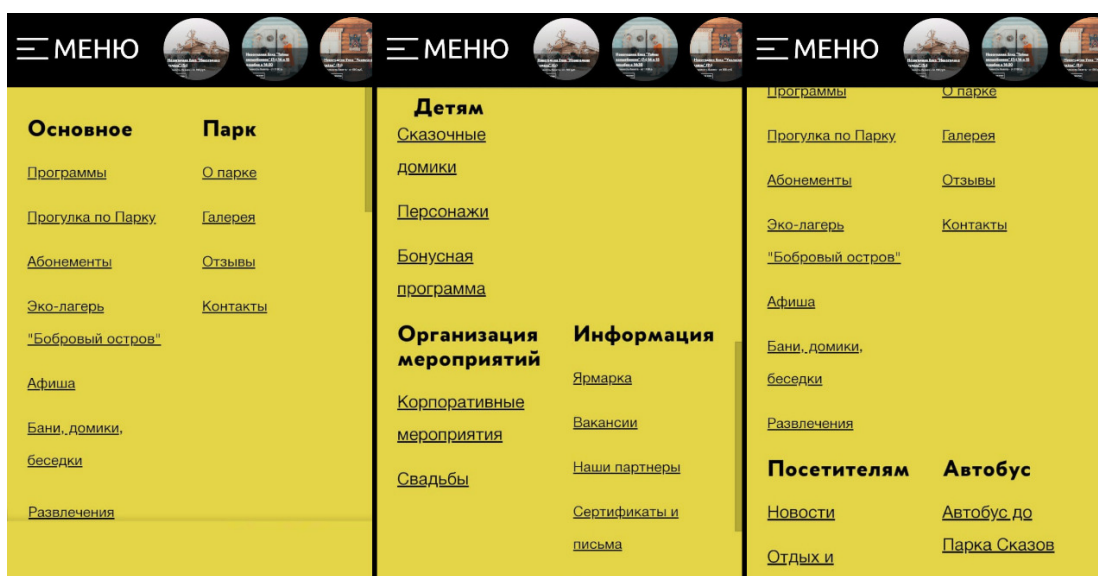 МЕНЮ
Основное
Программы
Прогулка по Парку
Абонементы
Эко-лагерь
"Бобровый остров"
Афиша
Бани, домики,
беседки
Развлечения
Парк
О парке
Галерея
Отзывы
Контакты
МЕНЮ
Детям
Сказочные
домики
Персонажи
Бонусная
программа
Организация
мероприятий
Корпоративные
мероприятия
Свадьбы
Информация
Ярмарка
Вакансии
Наши партнеры
Сертификаты и
письма
МЕНЮ
Программы
Прогулка по Парку
Абонементы
Эко-лагерь
"Бобровый остров"
Афиша
Бани, домики,
беседки
Развлечения
О парке
Галерея
Отзывы
Контакты
Посетителям
Новости
Отдых и
Автобус
Автобус до
Парка Сказов